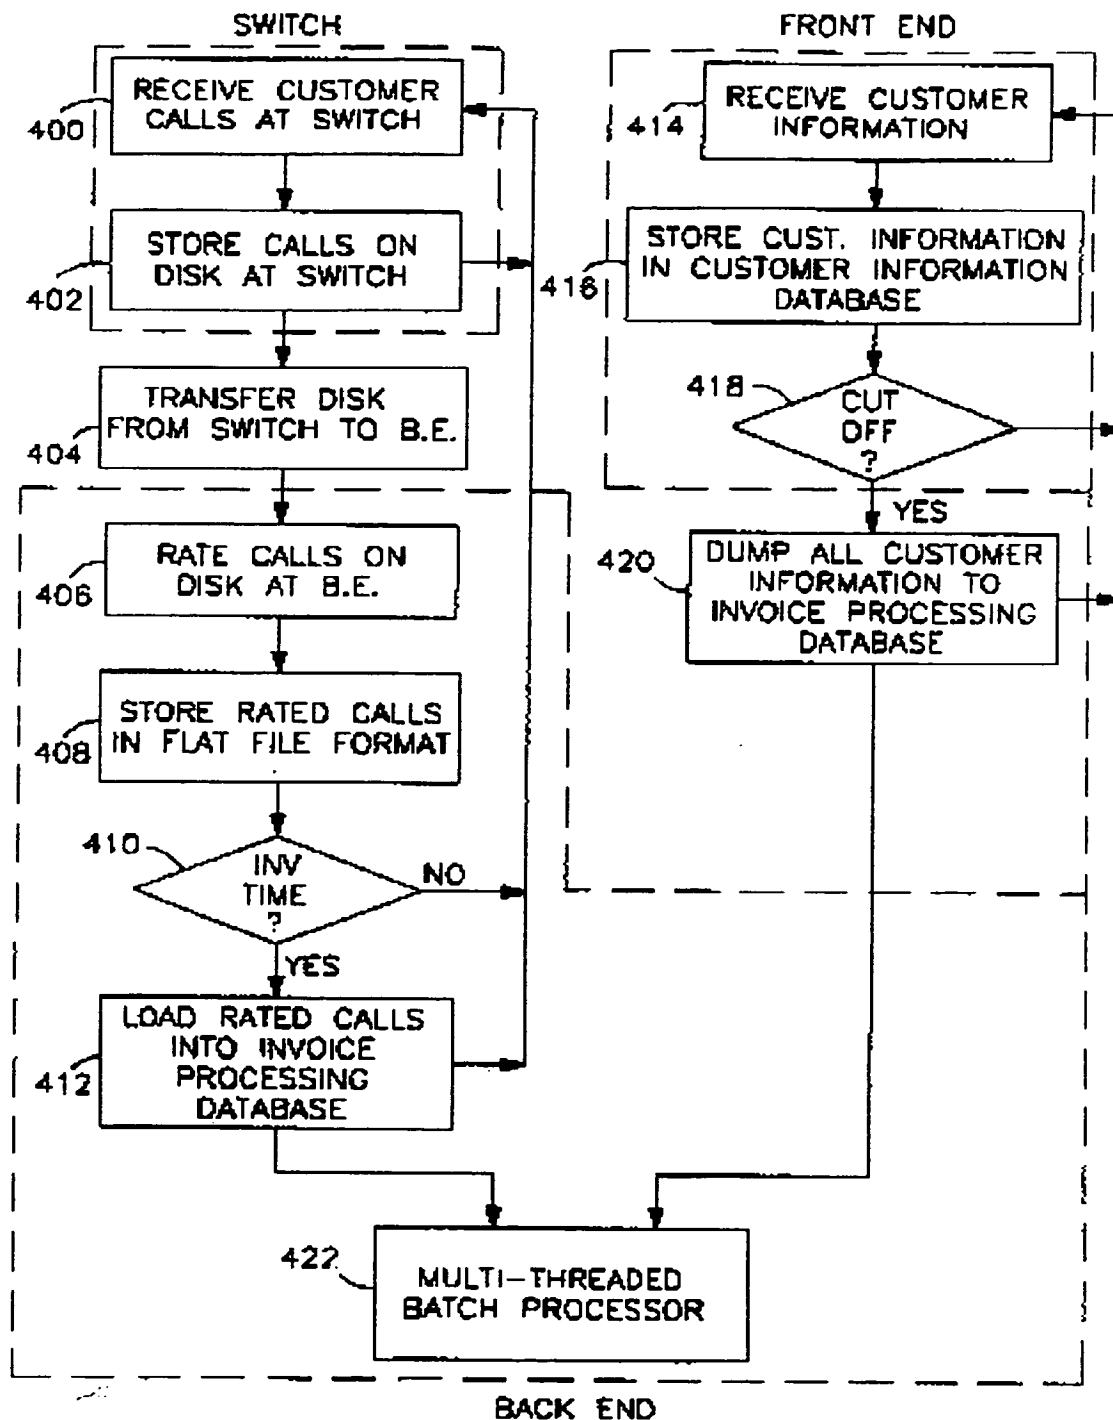 SWITCH
RECEIVE CUSTOMER
CALLS AT SWITCH
400
STORE CALLS ON
DISK AT SWITCH
402
TRANSFER DISK
FROM SWITCH TO B.E.
404
RATE CALLS ON
DISK AT B.E.
406
STORE RATED CALLS
IN FLAT FILE FORMAT
408
410
INV
TIME
?
NO
YES
LOAD RATED CALLS
INTO INVOICE
PROCESSING
DATABASE
412
FRONT END
RECEIVE CUSTOMER
INFORMATION
414
STORE CUST. INFORMATION
IN CUSTOMER INFORMATION
DATABASE
416
418
CUT
OFF
?
YES
DUMP ALL CUSTOMER
INFORMATION TO
INVOICE PROCESSING
DATABASE
420
422
MULTI-THREADED
BATCH PROCESSOR
BACK END